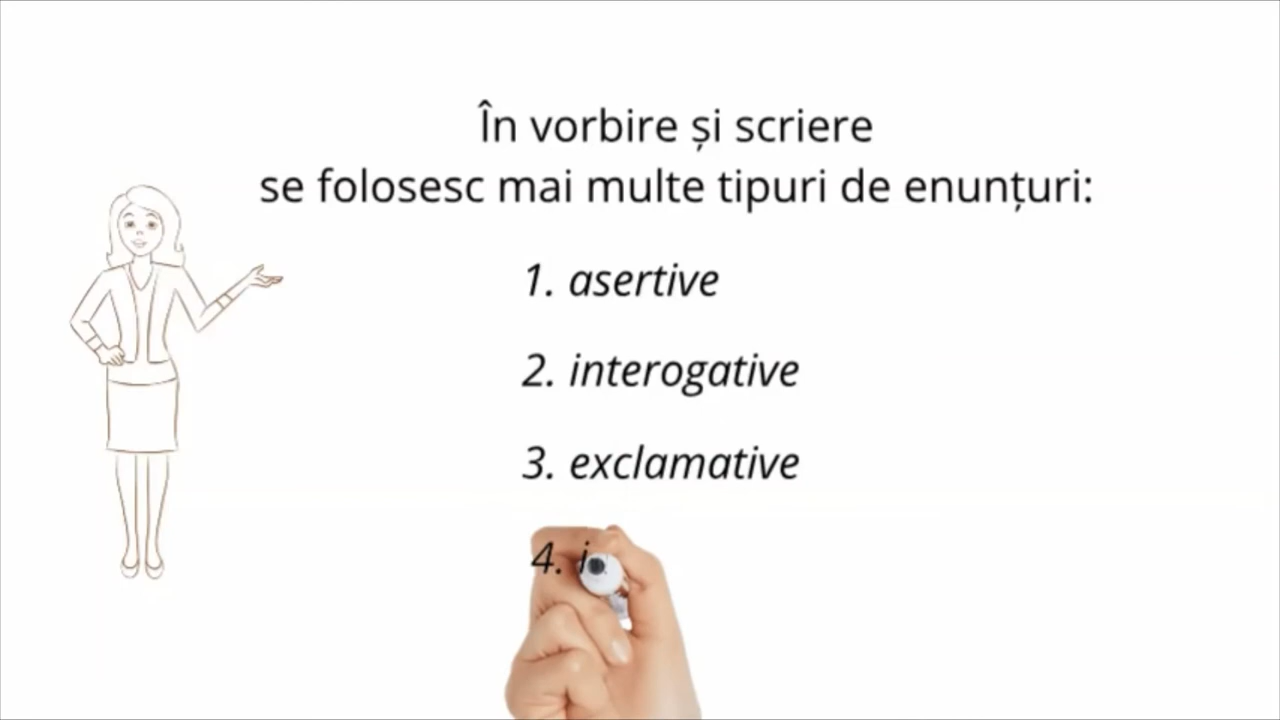 În vorbire și scriere
se folosesc mai multe tipuri de enunțuri:
1. asertive
2. interogative
3. exclamative
4. i